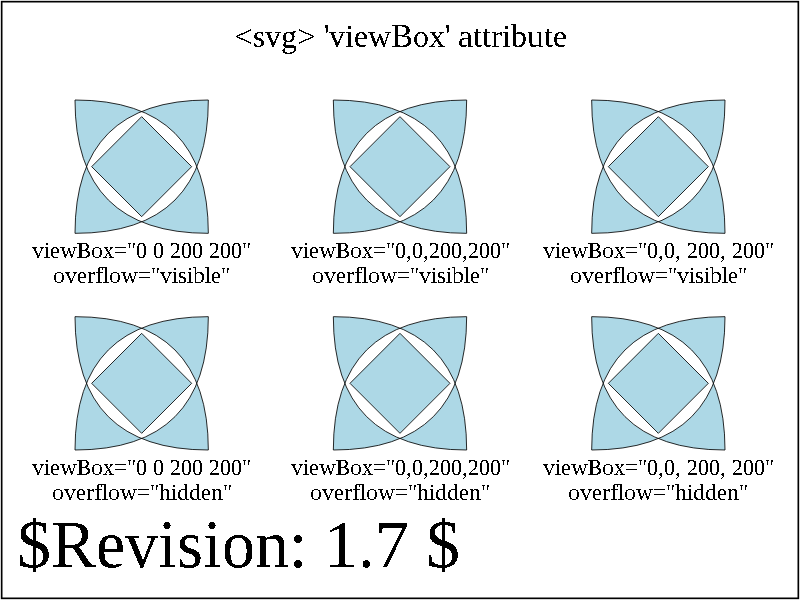 <svg> 'viewBox' attribute
viewBox="0 0 200 200"
overflow="visible"
viewBox="0,0,200,200"
overflow="visible"
viewBox="0,0, 200, 200"
overflow="visible"
viewBox="0 0 200 200"
overflow="hidden"
viewBox="0,0,200,200"
overflow="hidden"
viewBox="0,0, 200, 200"
overflow="hidden"
$Revision: 1.7 $